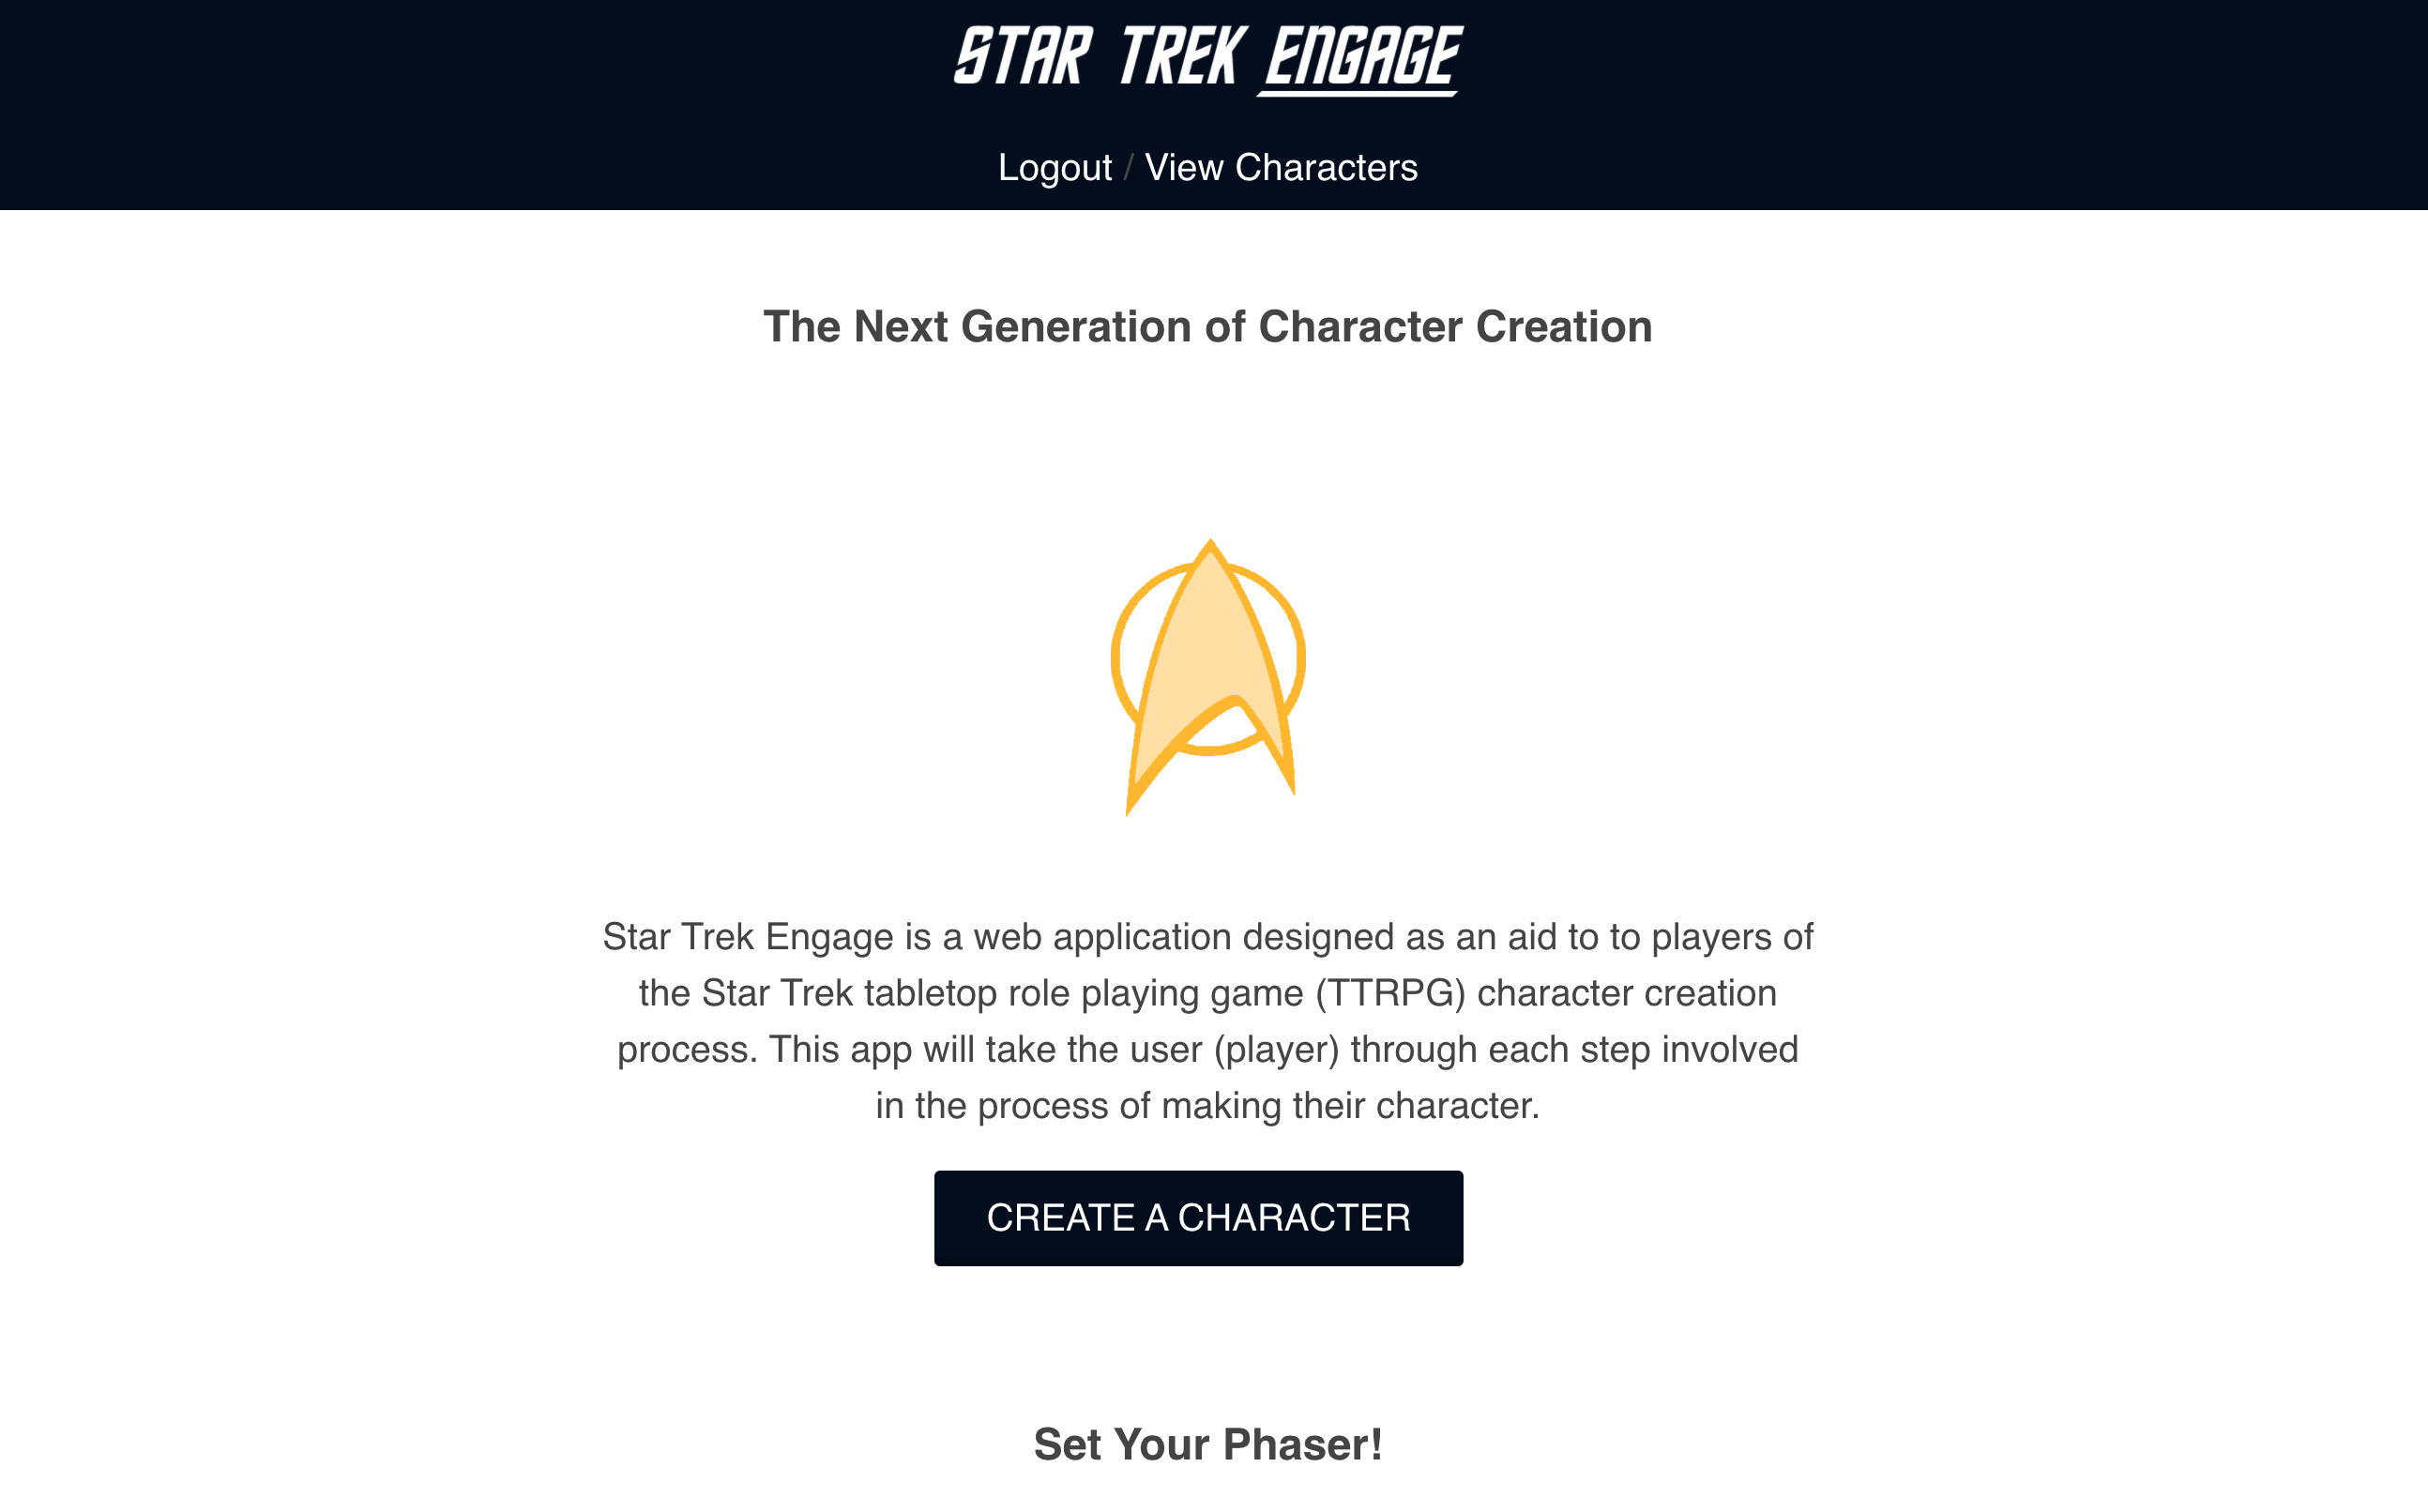 STAR TREK ENGAGE
Logout / View Characters
The Next Generation of Character Creation
Star Trek Engage is a web application designed as an aid to to players of
the Star Trek tabletop role playing game (TTRPG) character creation
process. This app will take the user (player) through each step involved
in the process of making their character.
CREATE A CHARACTER
Set Your Phaser!